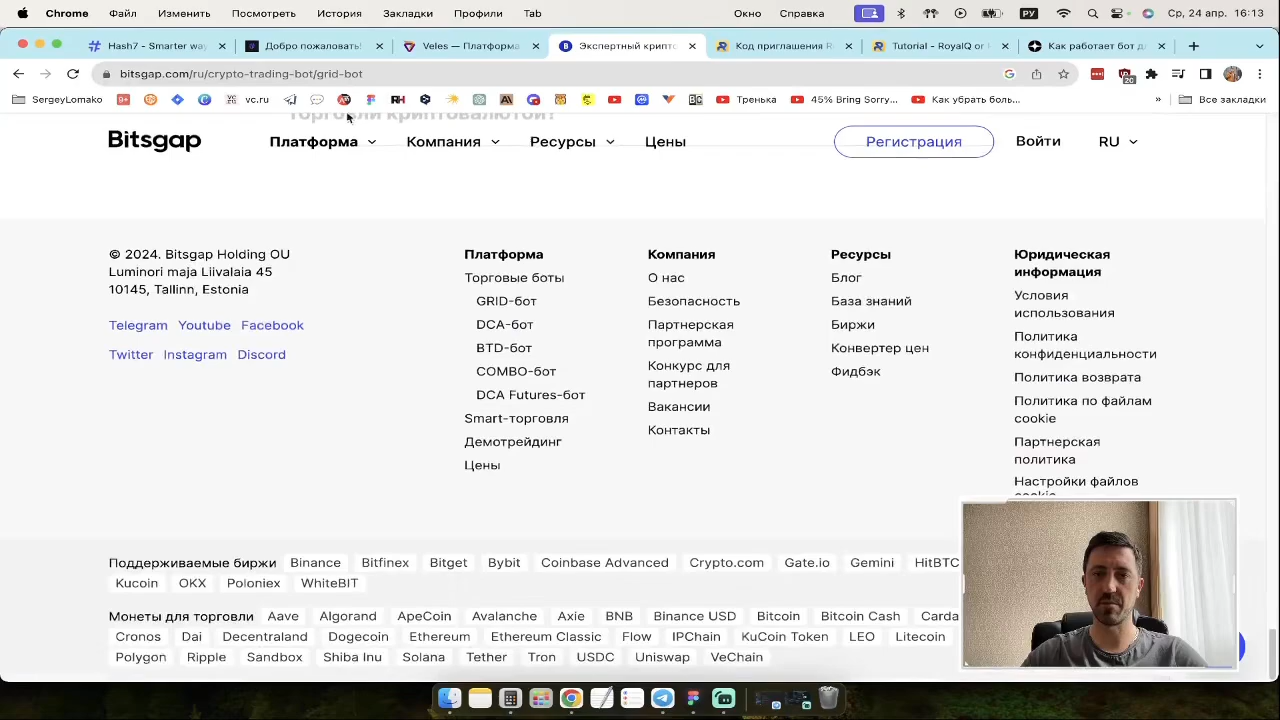 Chrome Файл Изменить Посмотреть История Закладки Профили Tab Окно Справка РУ Ср, 24 апр. 16:13
Hash7 - Smarter way Добро пожаловать! Veles — Платформа Экспертный крипто Код приглашения R Tutorial - RoyalQ or Как работает бот д
bitsgap.com/ru/crypto-trading-bot/grid-bot 20
SergeyLomako vc.ru Тренька 45% Bring Sorry... Как убрать боль... » Все закладки
торговли криптовалютой?
Bitsgap Платформа Компания Ресурсы Цены Регистрация Войти RU
© 2024. Bitsgap Holding OU
Luminori maja Liivalaia 45
10145, Tallinn, Estonia
Telegram Youtube Facebook
Twitter Instagram Discord
Платформа
Торговые боты
GRID-бот
DCA-бот
BTD-бот
COMBO-бот
DCA Futures-бот
Smart-торговля
Демотрейдинг
Цены
Компания
О нас
Безопасность
Партнерская
программа
Конкурс для
партнеров
Вакансии
Контакты
Ресурсы
Блог
База знаний
Биржи
Конвертер цен
Фидбэк
Юридическая
информация
Условия
использования
Политика
конфиденциальности
Политика возврата
Политика по файлам
cookie
Партнерская
политика
Настройки файлов
cookie
Поддерживаемые биржи Binance Bitfinex Bitget Bybit Coinbase Advanced Crypto.com Gate.io Gemini HitBTC
Kucoin OKX Poloniex WhiteBIT
Монеты для торговли Aave Algorand ApeCoin Avalanche Axie BNB Binance USD Bitcoin Bitcoin Cash Carda
Cronos Dai Decentraland Dogecoin Ethereum Ethereum Classic Flow IPChain KuCoin Token LEO Litecoin
Polygon Ripple Sandbox Shiba Inu Solana Tether Tron USDC Uniswap VeChain